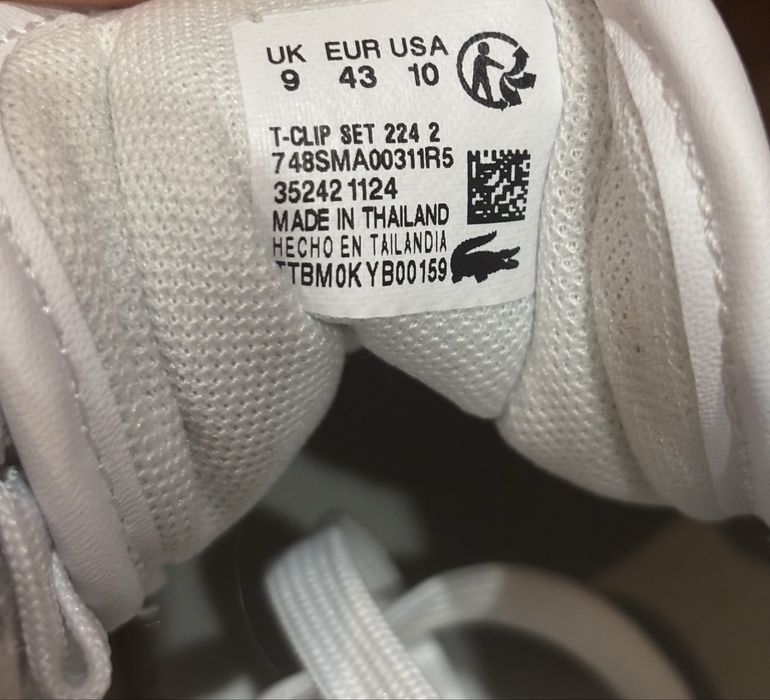 UK EUR USA
9 43 10
T-CLIP SET 224 2
748SMA00311R5
35242 1124
MADE IN THAILAND
HECHO EN TAILANDIA
TTBM0KYB00159